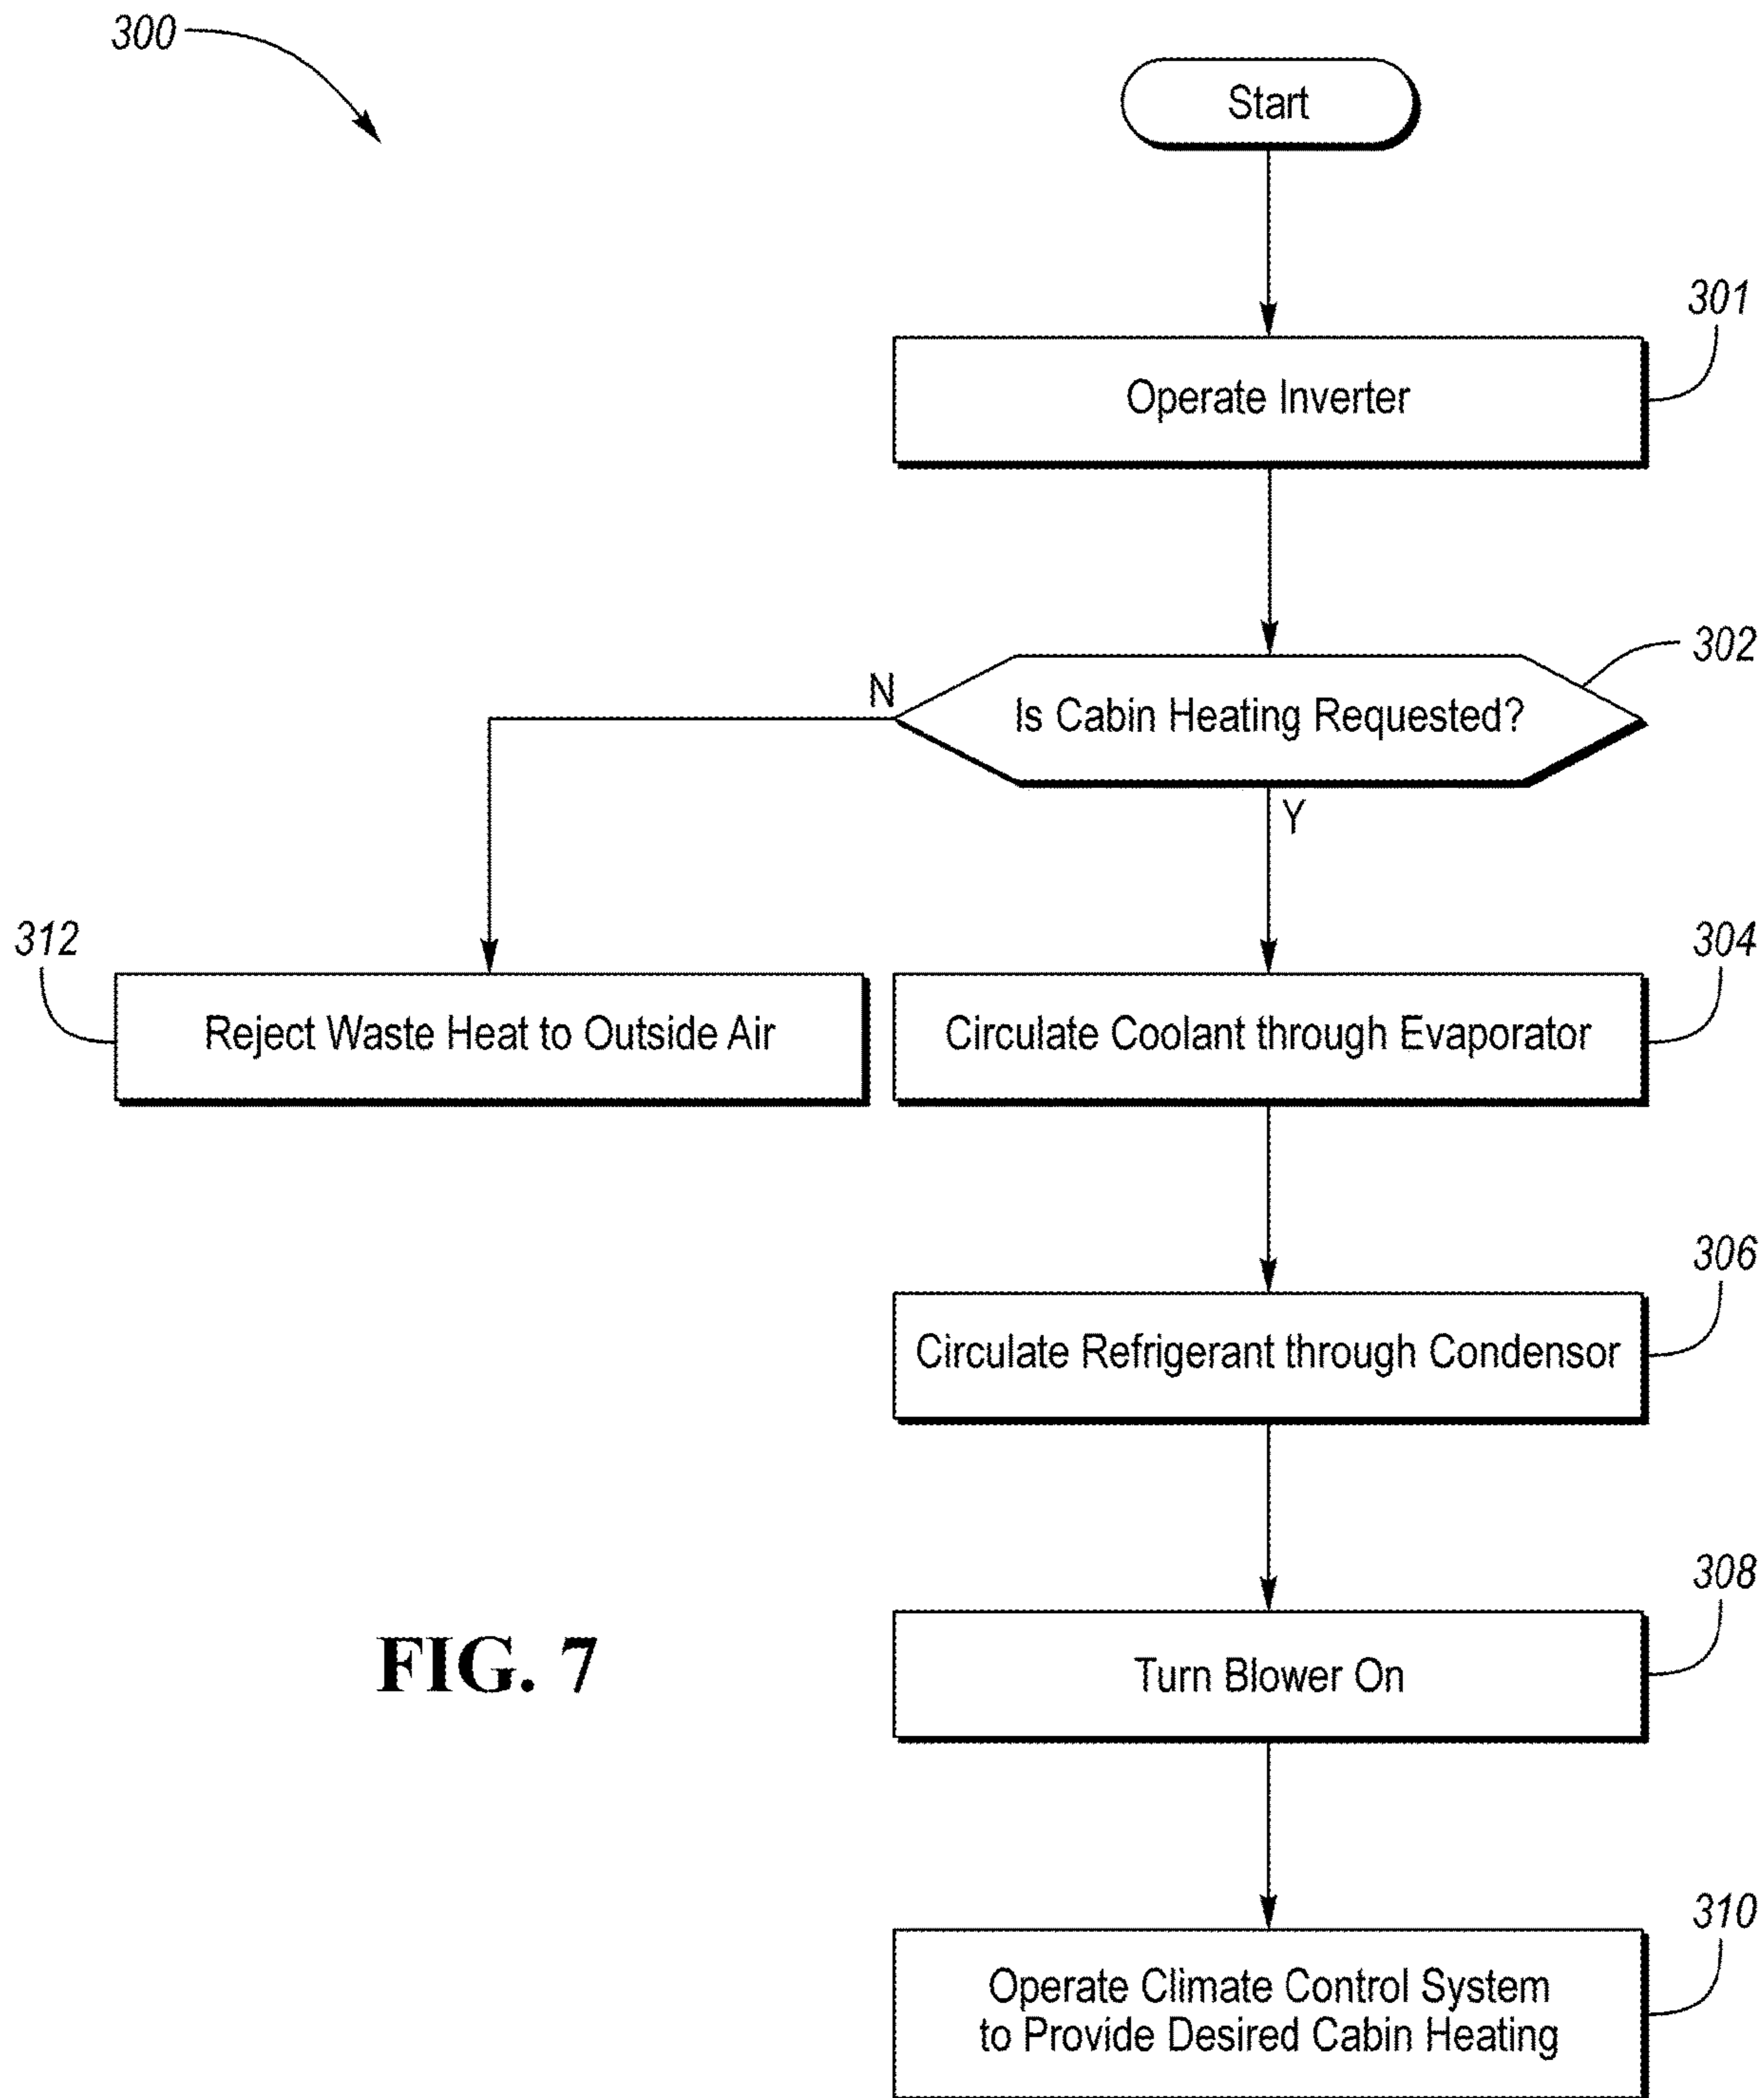 300
Start
301
Operate Inverter
302
N
Is Cabin Heating Requested?
Y
312
304
Reject Waste Heat to Outside Air
Circulate Coolant through Evaporator
306
Circulate Refrigerant through Condensor
308
FIG. 7
Turn Blower On
310
Operate Climate Control System
to Provide Desired Cabin Heating